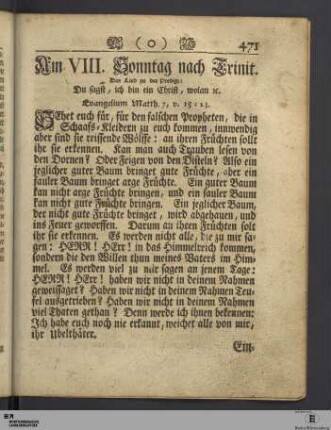 ( o ) 471
Am VIII. Sonntag nach Trinit.
Das Lied zu der Predigt:
Du sagst, ich bin ein Christ, wolan ꝛc.
Evangelium Matth. 7, v. 15=23.
SEhet euch für, für den falschen Propheten, die in
Schaafs=Kleidern zu euch kommen, innwendig
aber sind sie reissende Wölffe: an ihren Früchten sollt
ihr sie erkennen. Kan man auch Trauben lesen von
den Dornen? Oder Feigen von den Disteln? Also ein
jeglicher guter Baum bringet gute Früchte, aber ein
fauler Baum bringet arge Früchte. Ein guter Baum
kan nicht arge Früchte bringen, und ein fauler Baum
kan nicht gute Früchte bringen. Ein jeglicher Baum,
der nicht gute Früchte bringet, wird abgehauen, und
ins Feuer geworffen. Darum an ihren Früchten sollt
ihr sie erkennen. Es werden nicht alle, die zu mir sa=
gen: HERR! HErr! in das Himmelreich kommen,
sondern die den Willen thun meines Vaters im Him=
mel. Es werden viel zu mir sagen an jenem Tage:
HERR! HErr! haben wir nicht in deinem Nahmen
geweissaget? Haben wir nicht in deinem Nahmen Teu=
fel ausgetrieben? Haben wir nicht in deinem Nahmen
viel Thaten gethan? Denn werde ich ihnen bekennen:
Ich habe euch noch nie erkannt, weichet alle von mir,
ihr Ubelthäter.
Ein=